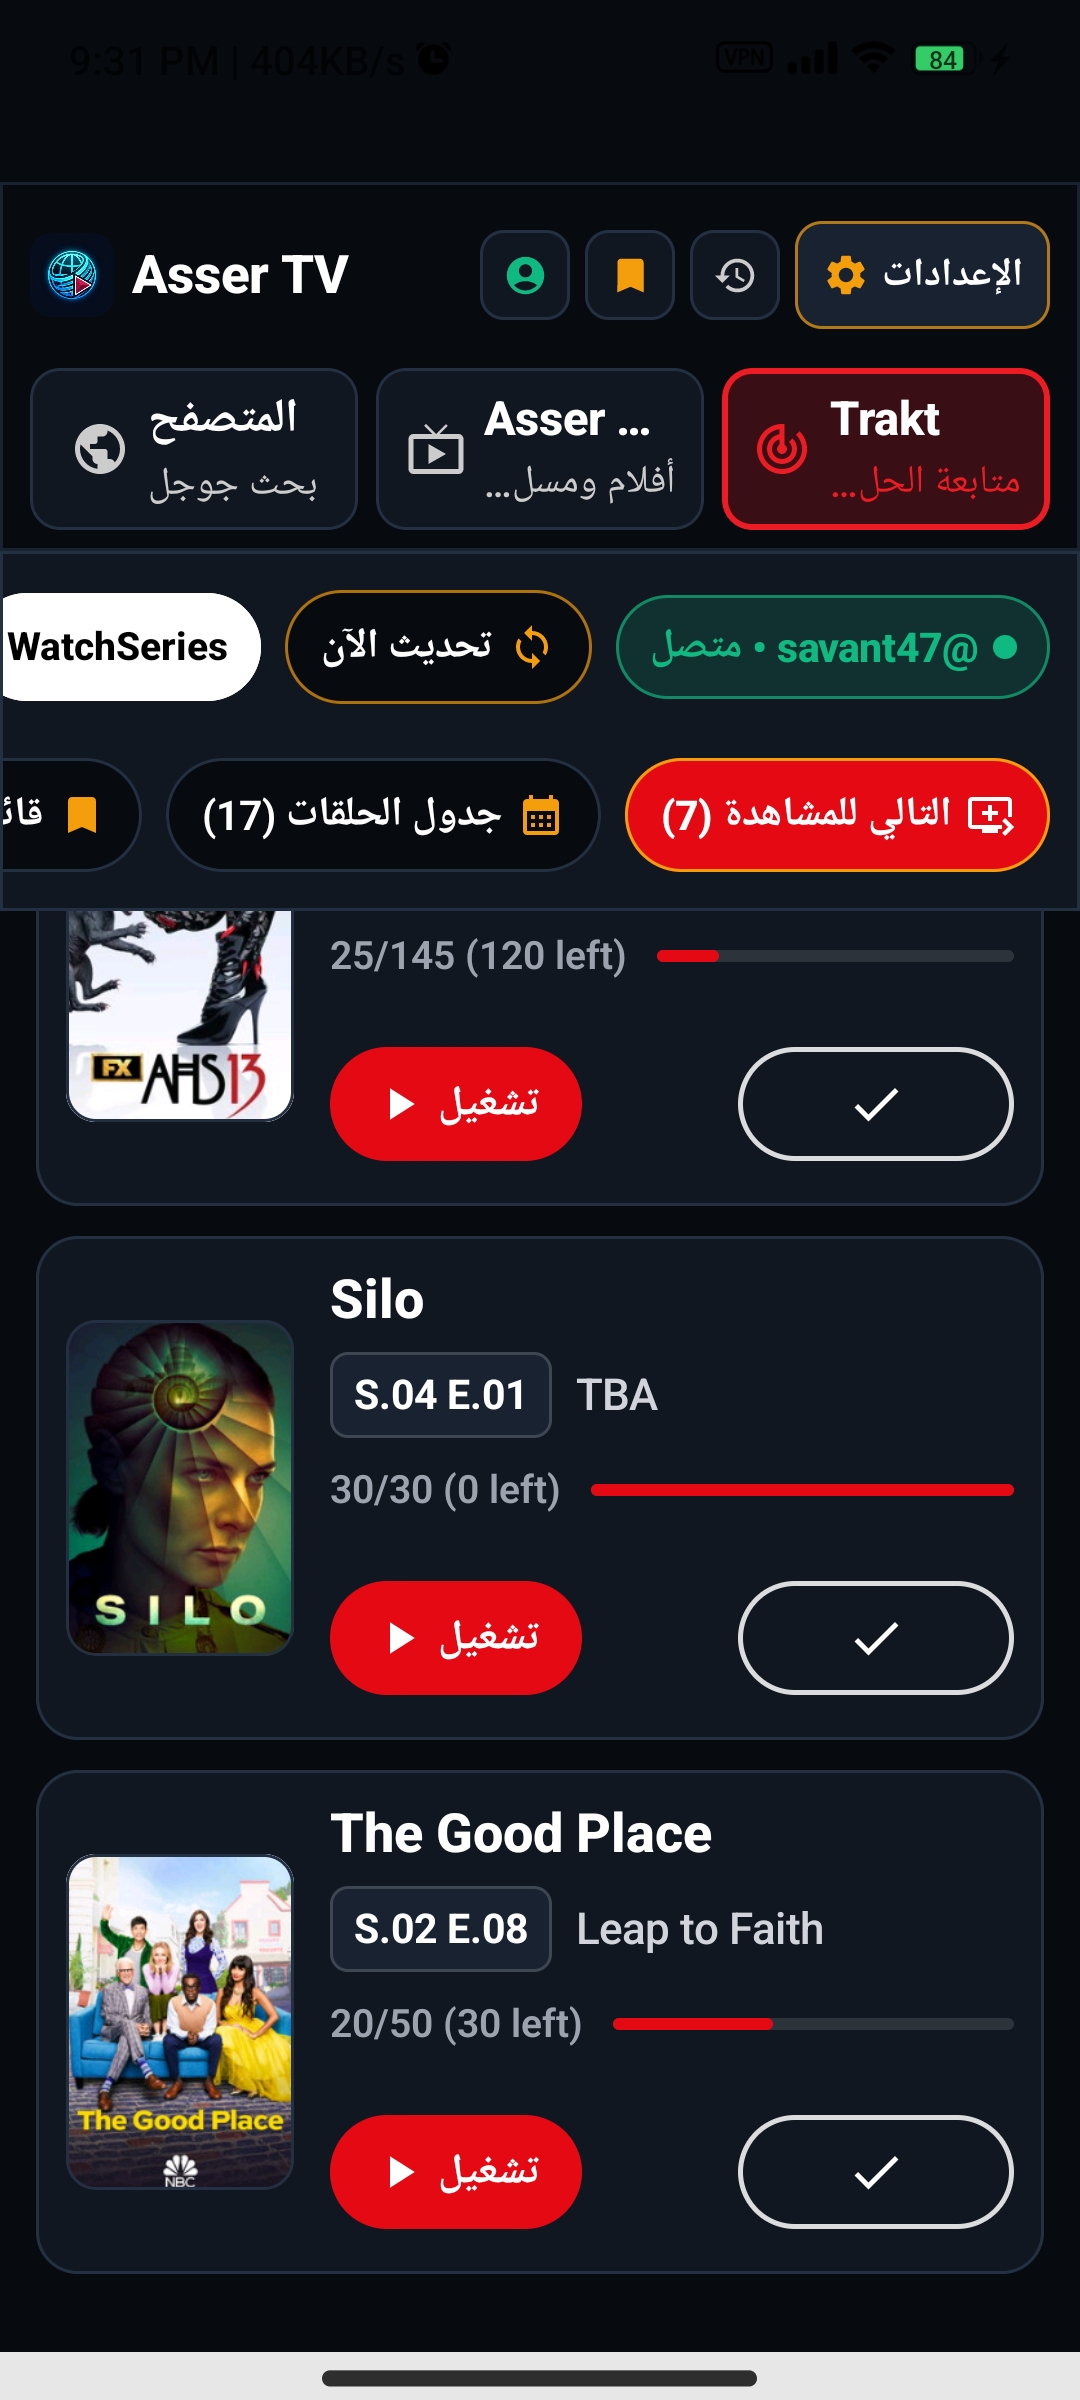 9:31 PM | 404KB/s
VPN
84
Asser TV
الإعدادات
Trakt
متابعة الحل...
Asser ...
أفلام ومسل...
المتصفح
بحث جوجل
@savant47 • متصل
تحديث الآن
WatchSeries
التالي للمشاهدة (7)
جدول الحلقات (17)
25/145 (120 left)
FX AHS13
تشغيل
Silo
S.04 E.01 TBA
30/30 (0 left)
SILO
تشغيل
The Good Place
S.02 E.08 Leap to Faith
20/50 (30 left)
The Good Place
NBC
تشغيل